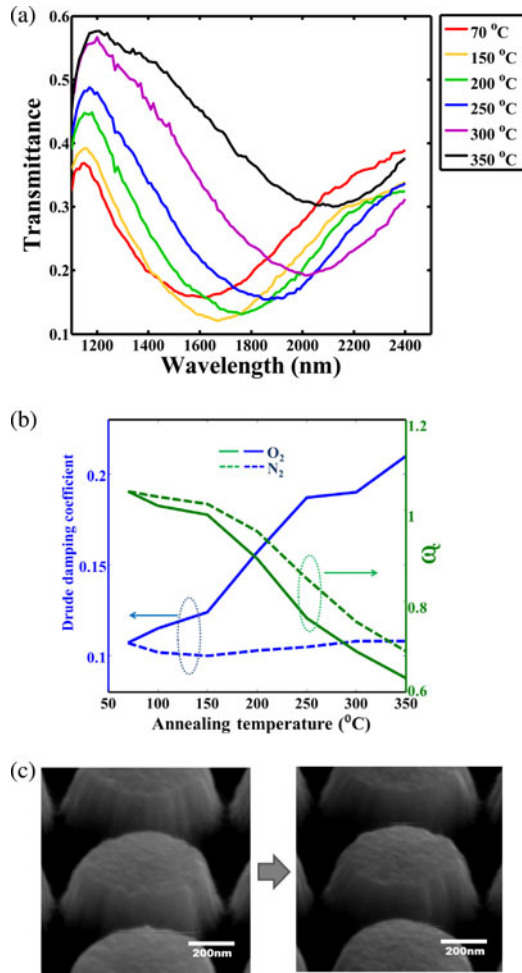 (a)
0.6
0.5
0.4
0.3
0.2
0.1
Transmittance
1200 1400 1600 1800 2000 2200 2400
Wavelength (nm)
70 °C
150 °C
200 °C
250 °C
300 °C
350 °C
(b)
Drude damping coefficient
0.2
0.15
0.1
O₂
N₂
1.2
1
0.8
0.6
50 100 150 200 250 300 350
Annealing temperature (⁰C)
(c)
200nm
200nm